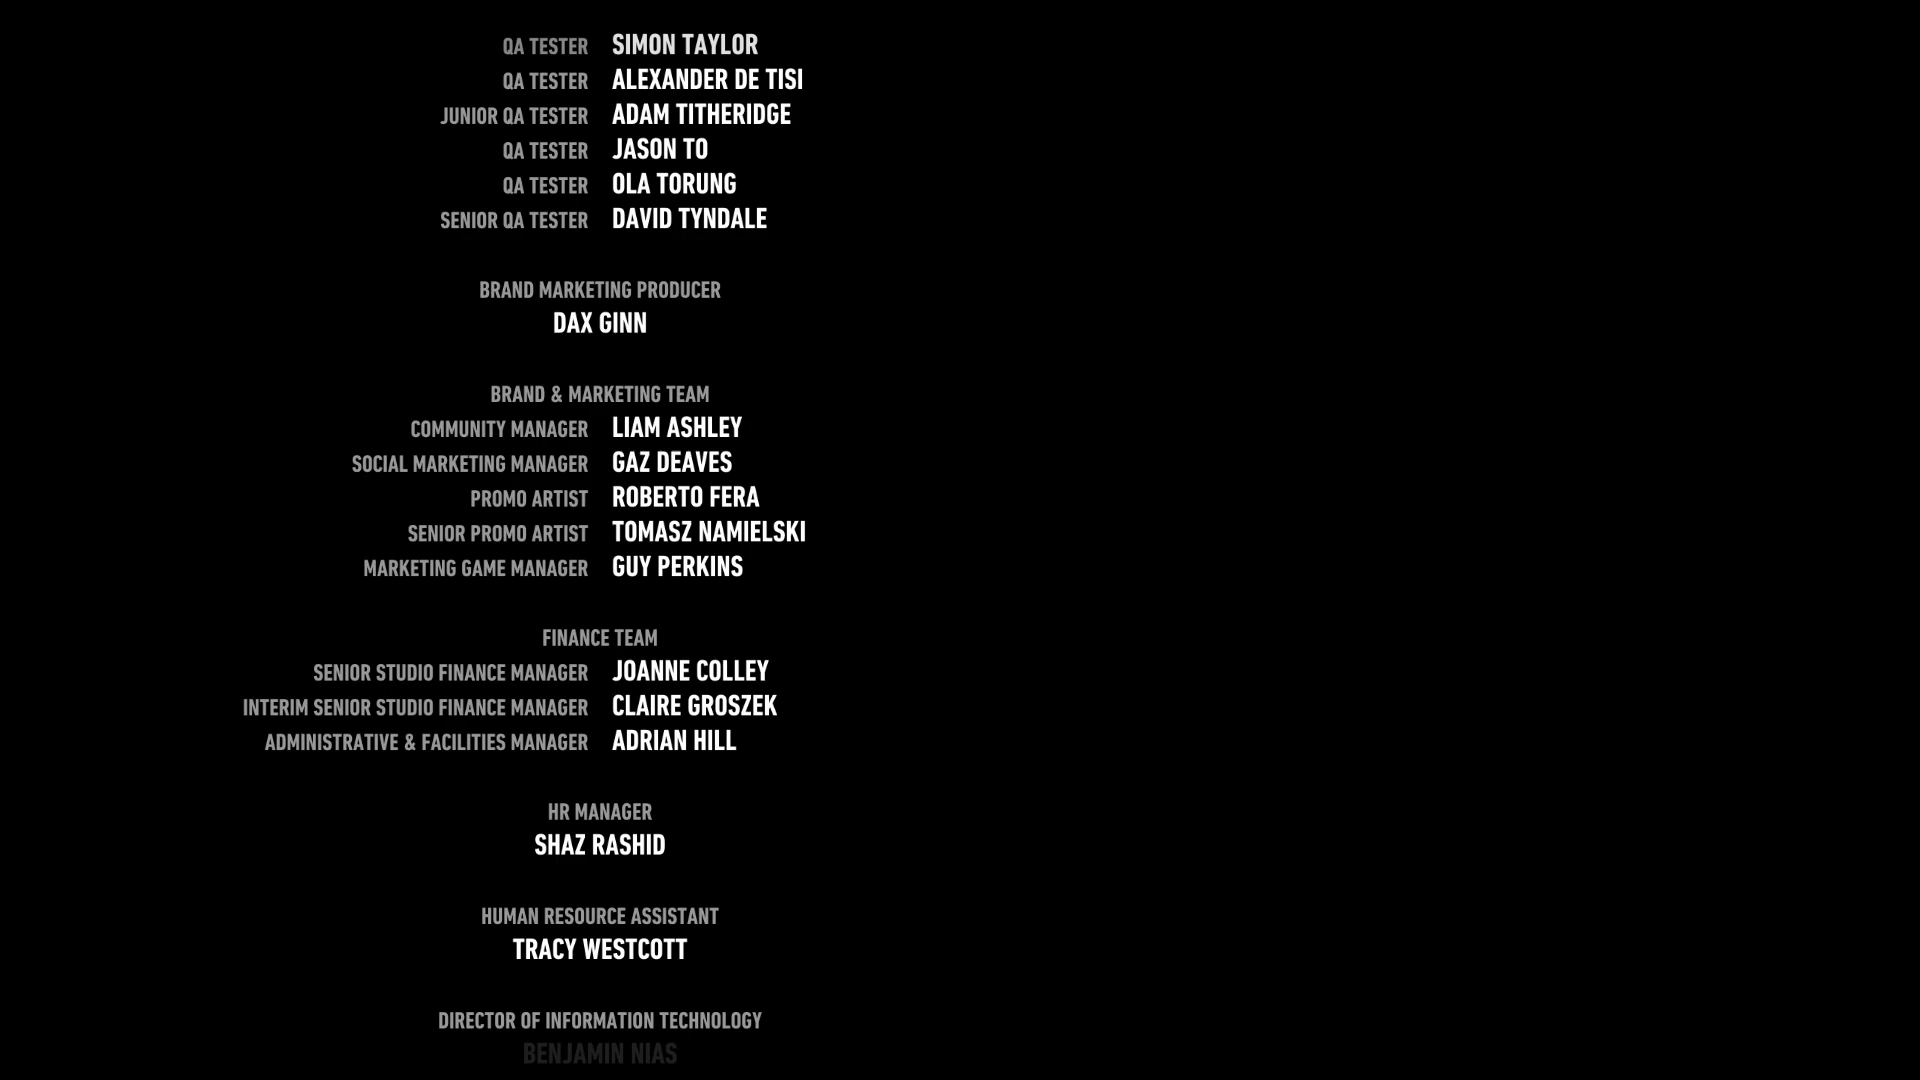 QA TESTER SIMON TAYLOR
QA TESTER ALEXANDER DE TISI
JUNIOR QA TESTER ADAM TITHERIDGE
QA TESTER JASON TO
QA TESTER OLA TORUNG
SENIOR QA TESTER DAVID TYNDALE
BRAND MARKETING PRODUCER
DAX GINN
BRAND & MARKETING TEAM
COMMUNITY MANAGER LIAM ASHLEY
SOCIAL MARKETING MANAGER GAZ DEAVES
PROMO ARTIST ROBERTO FERA
SENIOR PROMO ARTIST TOMASZ NAMIELSKI
MARKETING GAME MANAGER GUY PERKINS
FINANCE TEAM
SENIOR STUDIO FINANCE MANAGER JOANNE COLLEY
INTERIM SENIOR STUDIO FINANCE MANAGER CLAIRE GROSZEK
ADMINISTRATIVE & FACILITIES MANAGER ADRIAN HILL
HR MANAGER
SHAZ RASHID
HUMAN RESOURCE ASSISTANT
TRACY WESTCOTT
DIRECTOR OF INFORMATION TECHNOLOGY
BENJAMIN NIAS